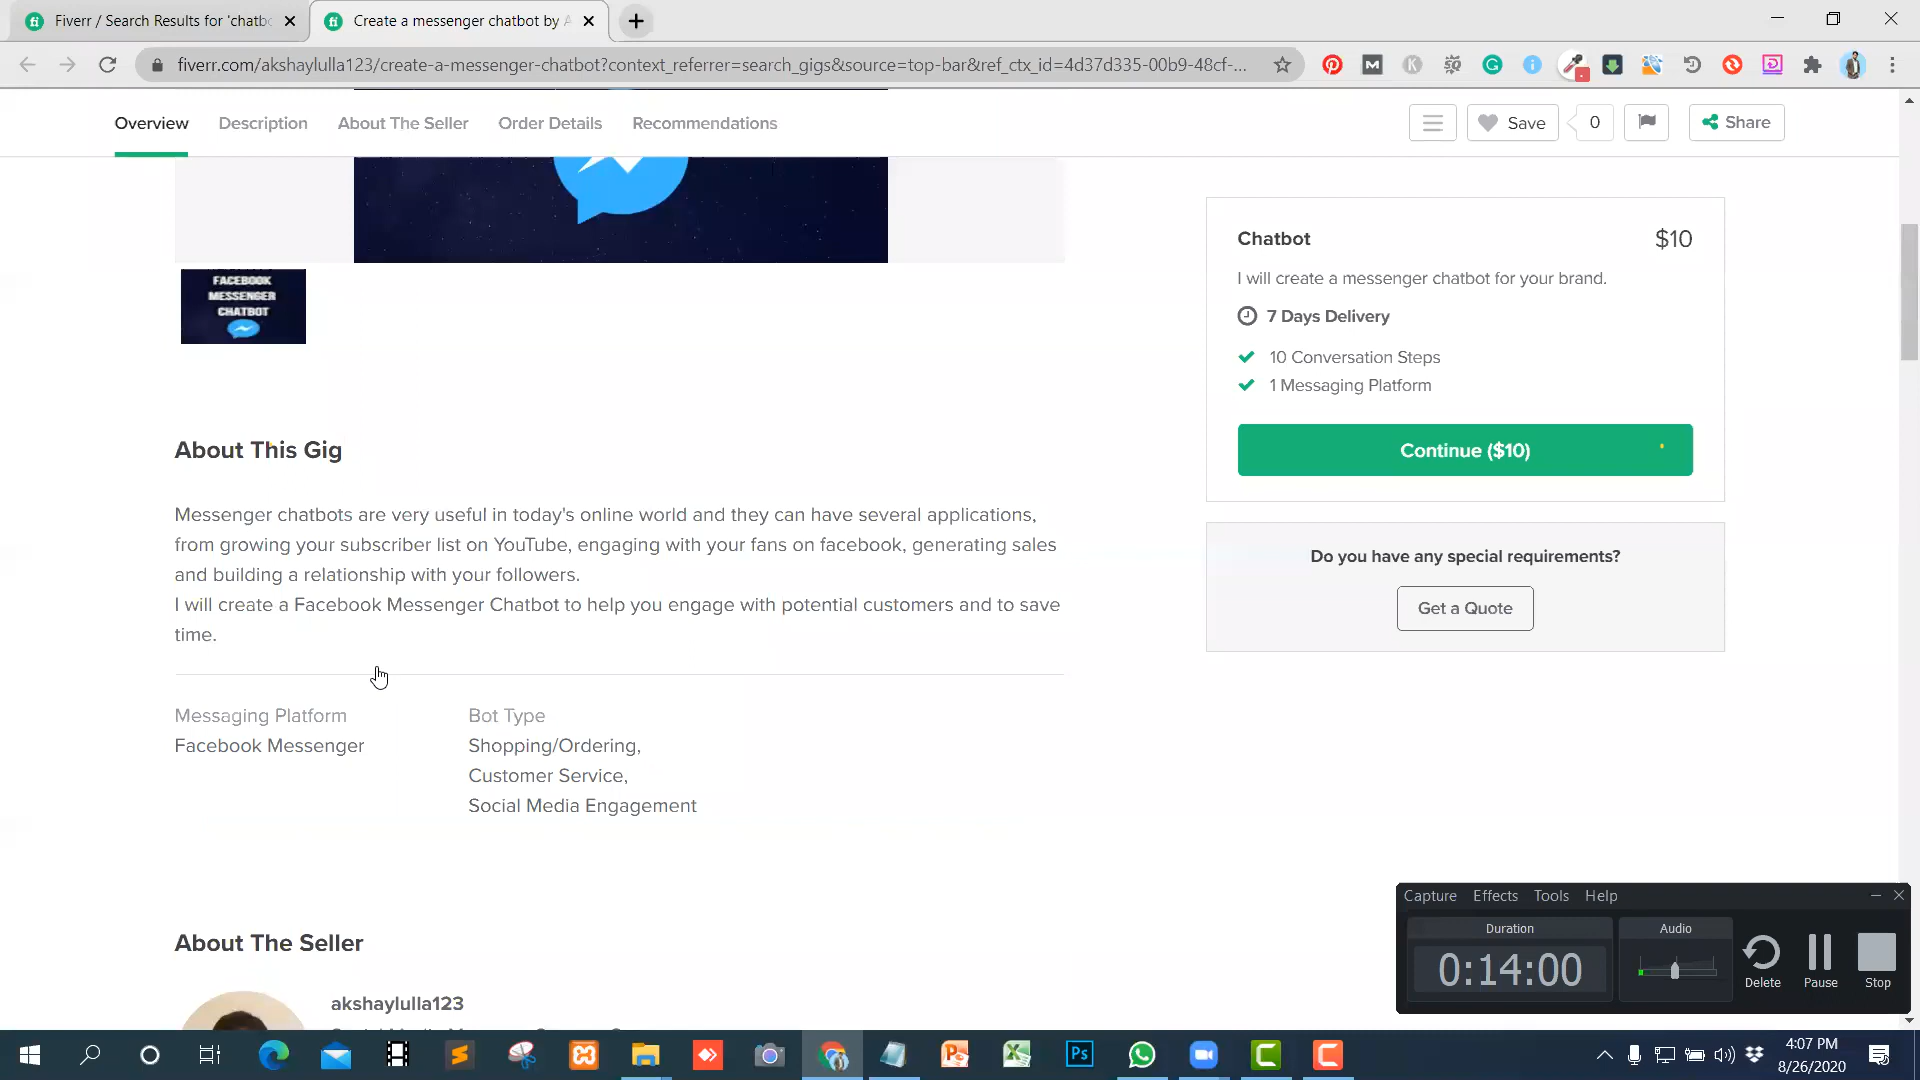 Fiverr / Search Results for 'chatbo
Create a messenger chatbot by A
fiverr.com/akshaylulla123/create-a-messenger-chatbot?context_referrer=search_gigs&source=top-bar&ref_ctx_id=4d37d335-00b9-48cf-...
Overview
Description
About The Seller
Order Details
Recommendations
Save
0
Share
FACEBOOK
MESSENGER
CHATBOT
Chatbot
$10
I will create a messenger chatbot for your brand.
7 Days Delivery
10 Conversation Steps
1 Messaging Platform
Continue ($10)
Do you have any special requirements?
Get a Quote
About This Gig
Messenger chatbots are very useful in today's online world and they can have several applications,
from growing your subscriber list on YouTube, engaging with your fans on facebook, generating sales
and building a relationship with your followers.
I will create a Facebook Messenger Chatbot to help you engage with potential customers and to save
time.
Messaging Platform
Facebook Messenger
Bot Type
Shopping/Ordering,
Customer Service,
Social Media Engagement
About The Seller
akshaylulla123
Capture
Effects
Tools
Help
Duration
0:14:00
Audio
Delete
Pause
Stop
4:07 PM
8/26/2020